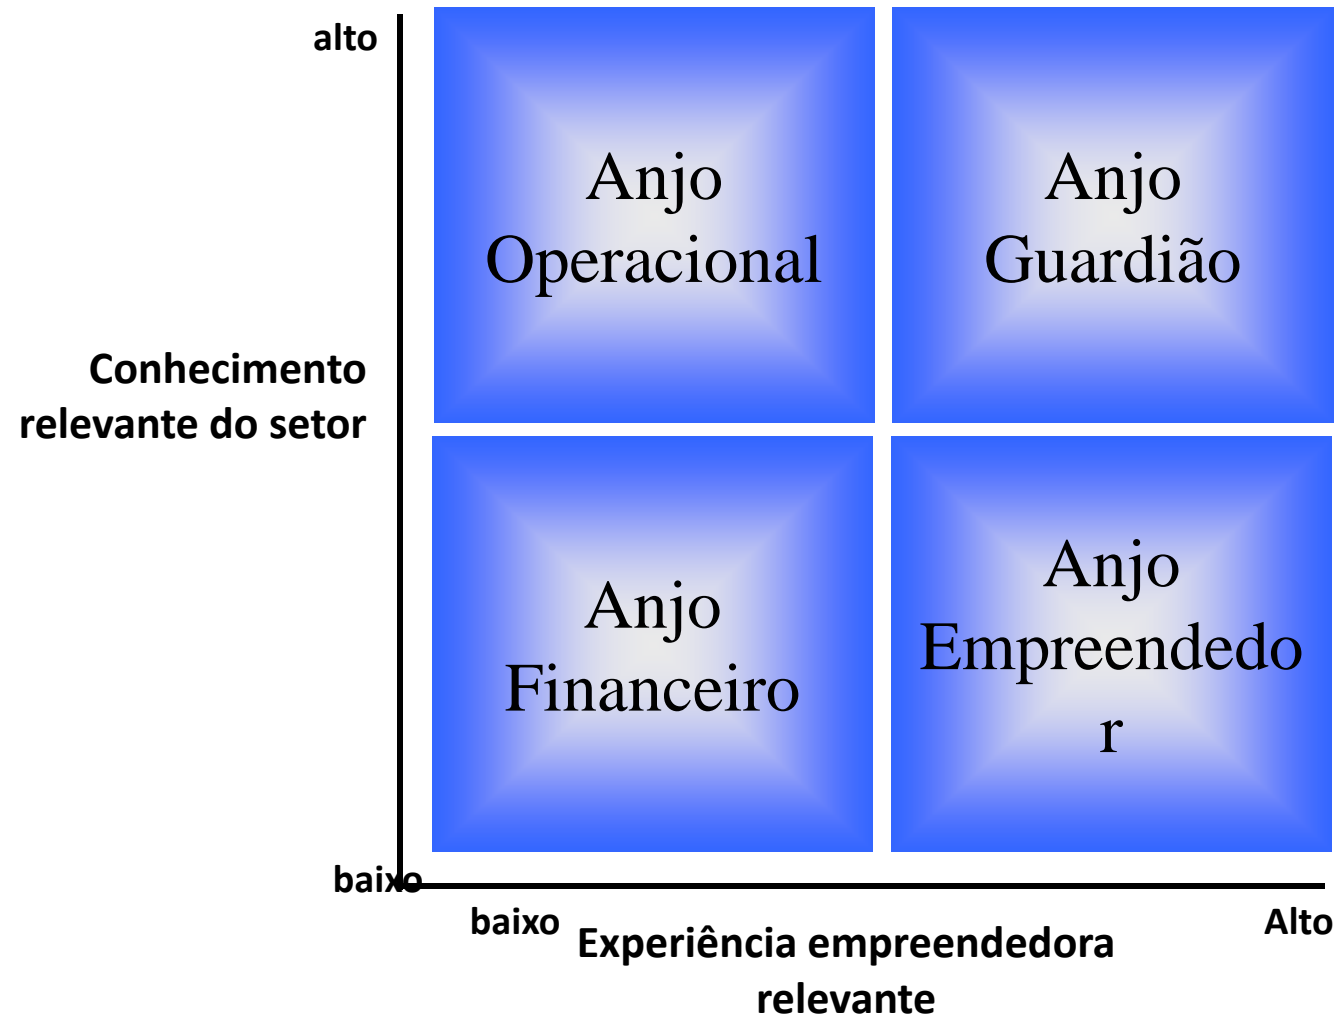 alto
Anjo
Operacional
Anjo
Guardião
Conhecimento
relevante do setor
Anjo
Financeiro
Anjo
Empreendedo
r
baixo
baixo
Alto
Experiência empreendedora
relevante